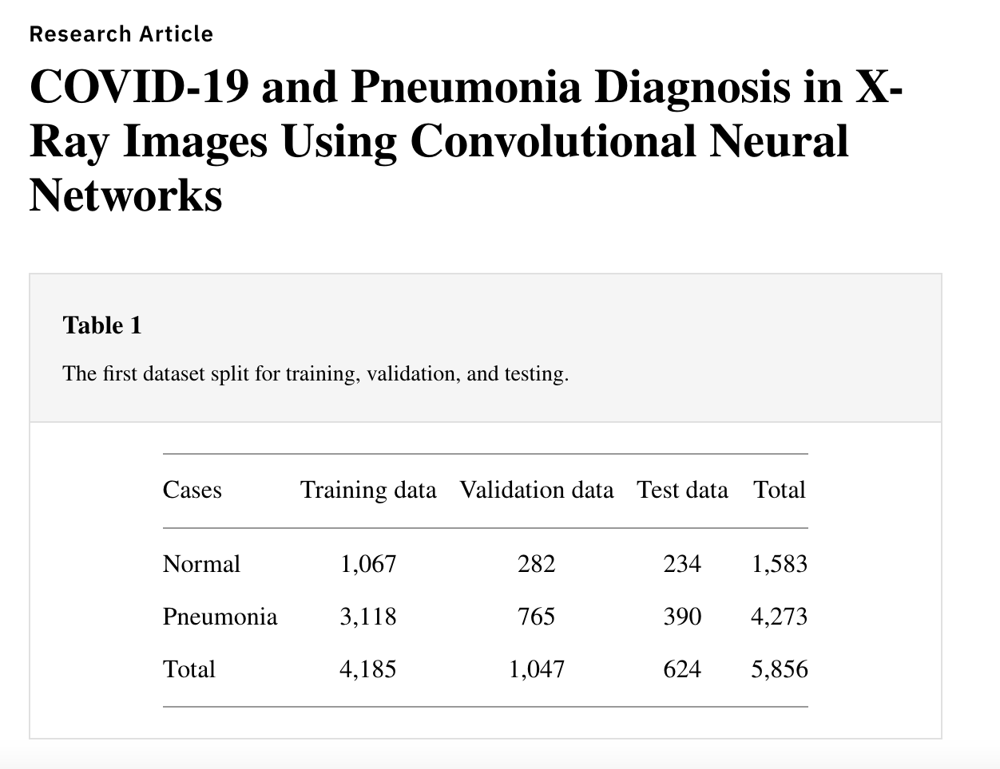 Research Article
COVID-19 and Pneumonia Diagnosis in X-
Ray Images Using Convolutional Neural
Networks
Table 1
The first dataset split for training, validation, and testing.
Cases Training data Validation data Test data Total
Normal 1,067 282 234 1,583
Pneumonia 3,118 765 390 4,273
Total 4,185 1,047 624 5,856